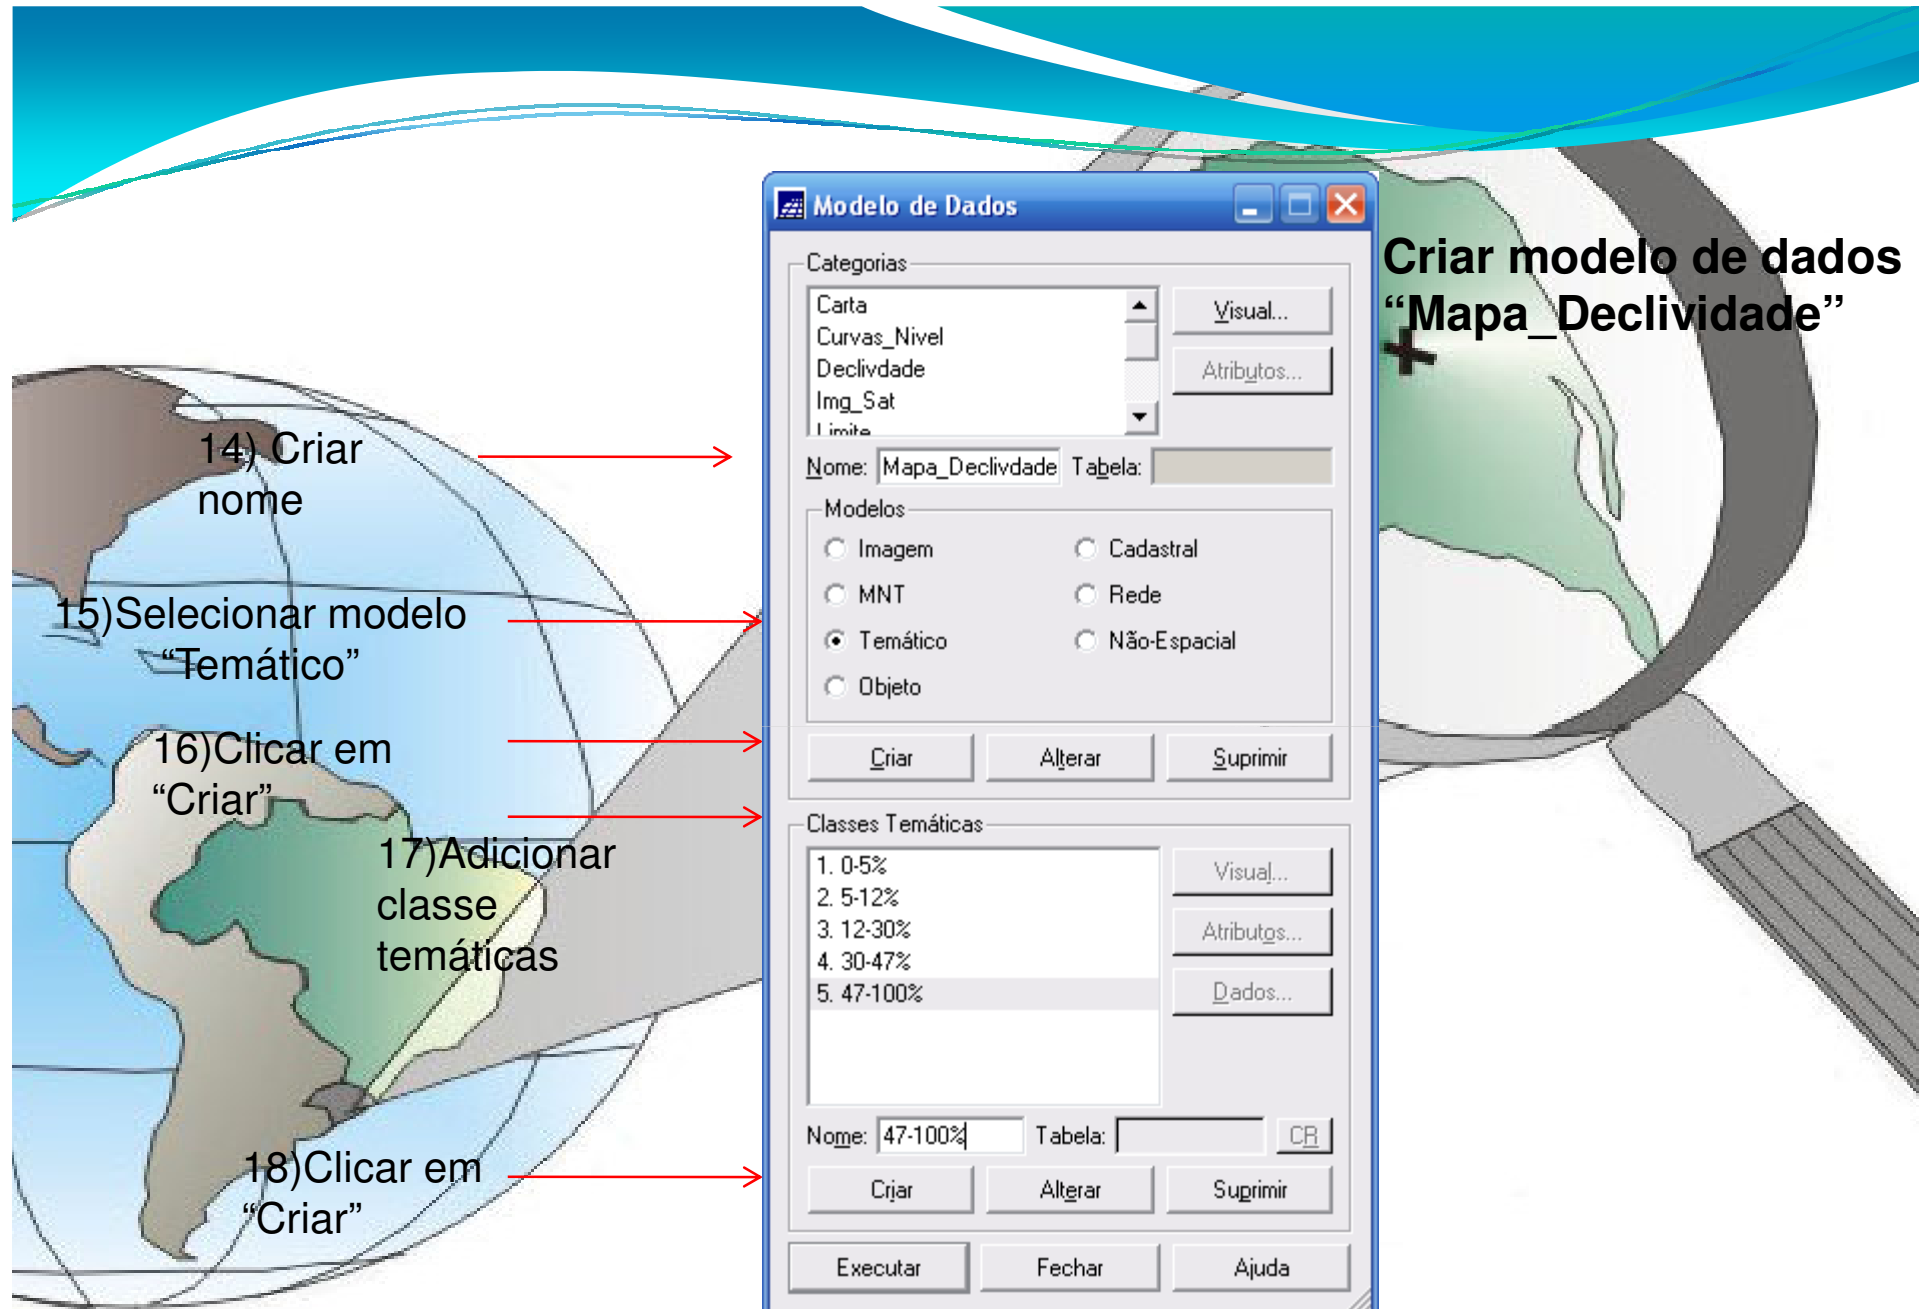 Modelo de Dados
Criar modelo de dados
“Mapa_Declividade”
Categorias
Carta
Curvas_Nivel
Declivdade
Img_Sat
Limite
Visual...
Atributos...
Nome: Mapa_Declivdade Tabela:
Modelos
Imagem
Cadastral
MNT
Rede
Temático
Não-Espacial
Objeto
Criar
Alterar
Suprimir
Classes Temáticas
1. 0-5%
2. 5-12%
3. 12-30%
4. 30-47%
5. 47-100%
Visual...
Atributos...
Dados...
Nome: 47-100% Tabela: CR
Criar
Alterar
Suprimir
Executar
Fechar
Ajuda
14) Criar
nome
15)Selecionar modelo
“Temático”
16)Clicar em
“Criar”
17)Adicionar
classe
temáticas
18)Clicar em
“Criar”